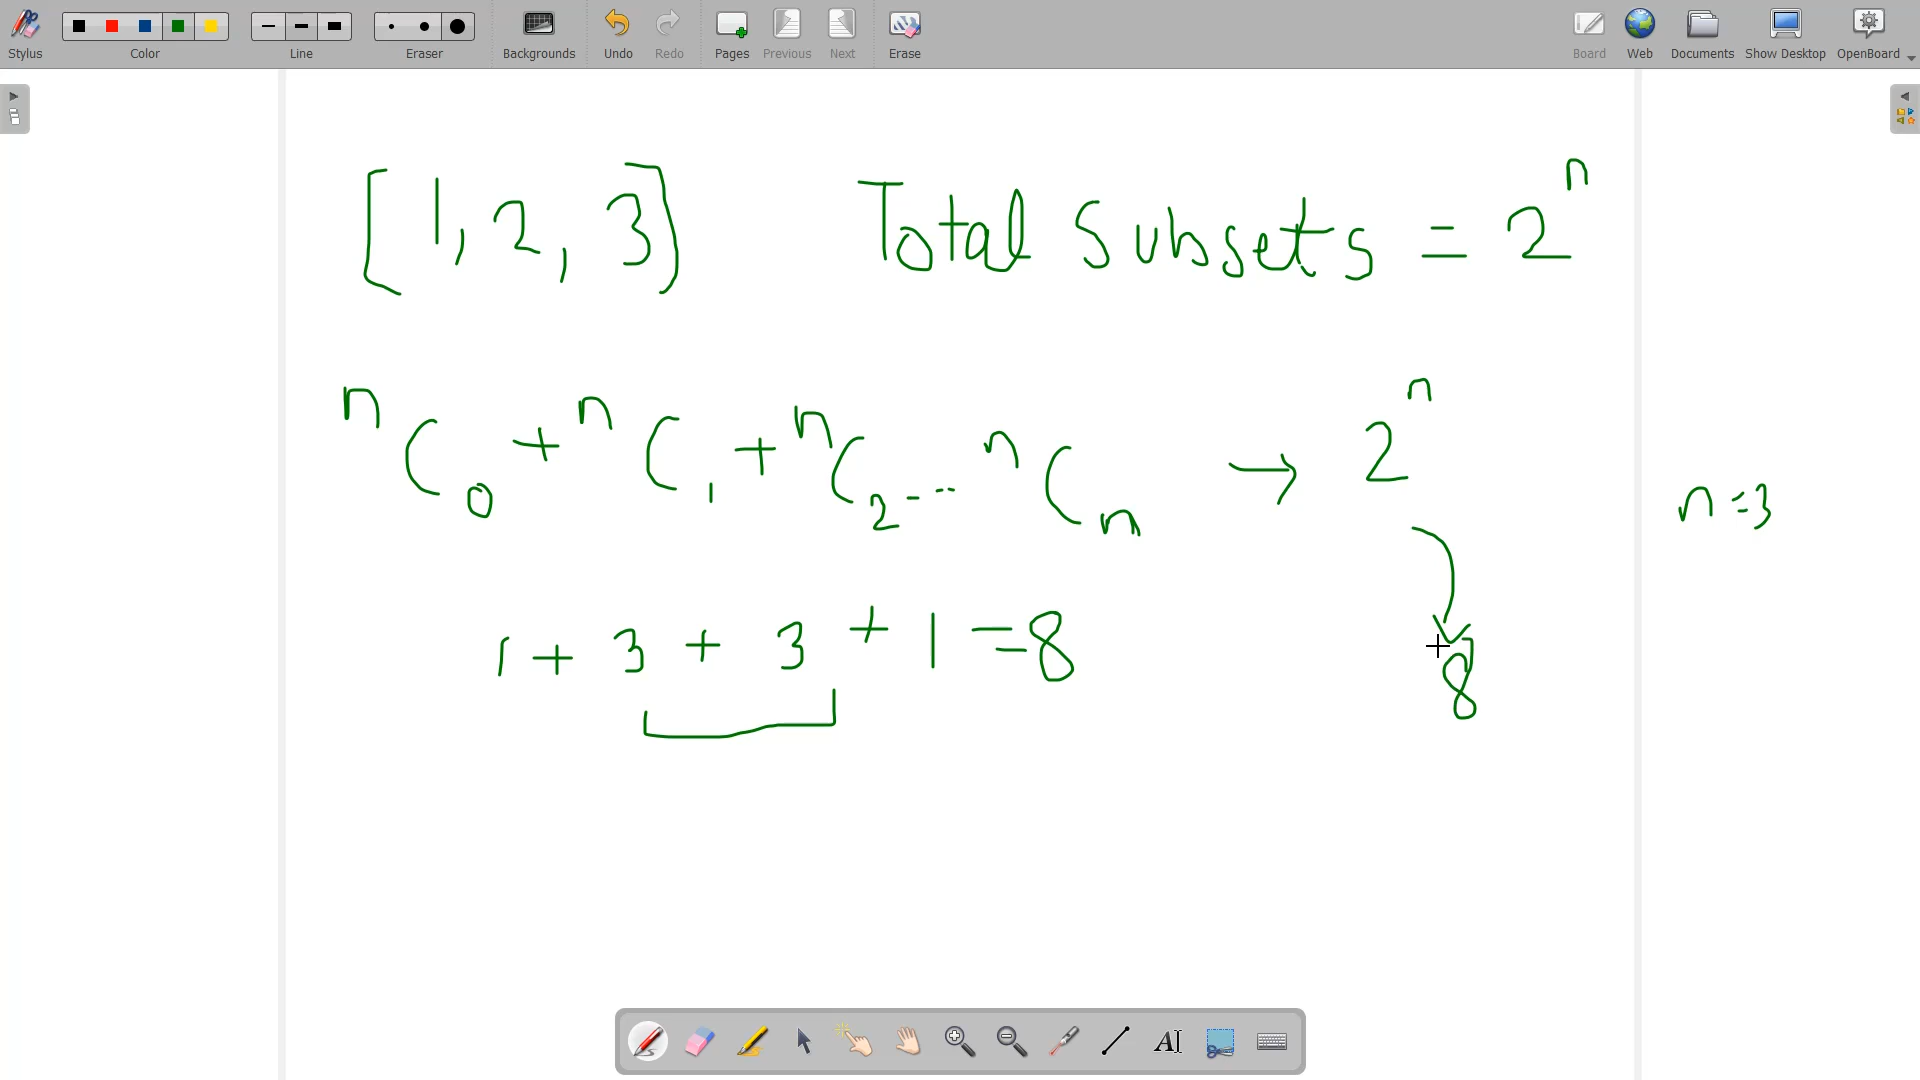 Stylus Color Line Eraser Backgrounds Undo Redo Pages Previous Next Erase Board Web Documents Show Desktop OpenBoard
[1, 2, 3] Total Subsets = 2ⁿ
ⁿC₀ + ⁿC₁ + ⁿC₂ ---- ⁿCₙ → 2ⁿ
n = 3
1 + 3 + 3 + 1 = 8
8